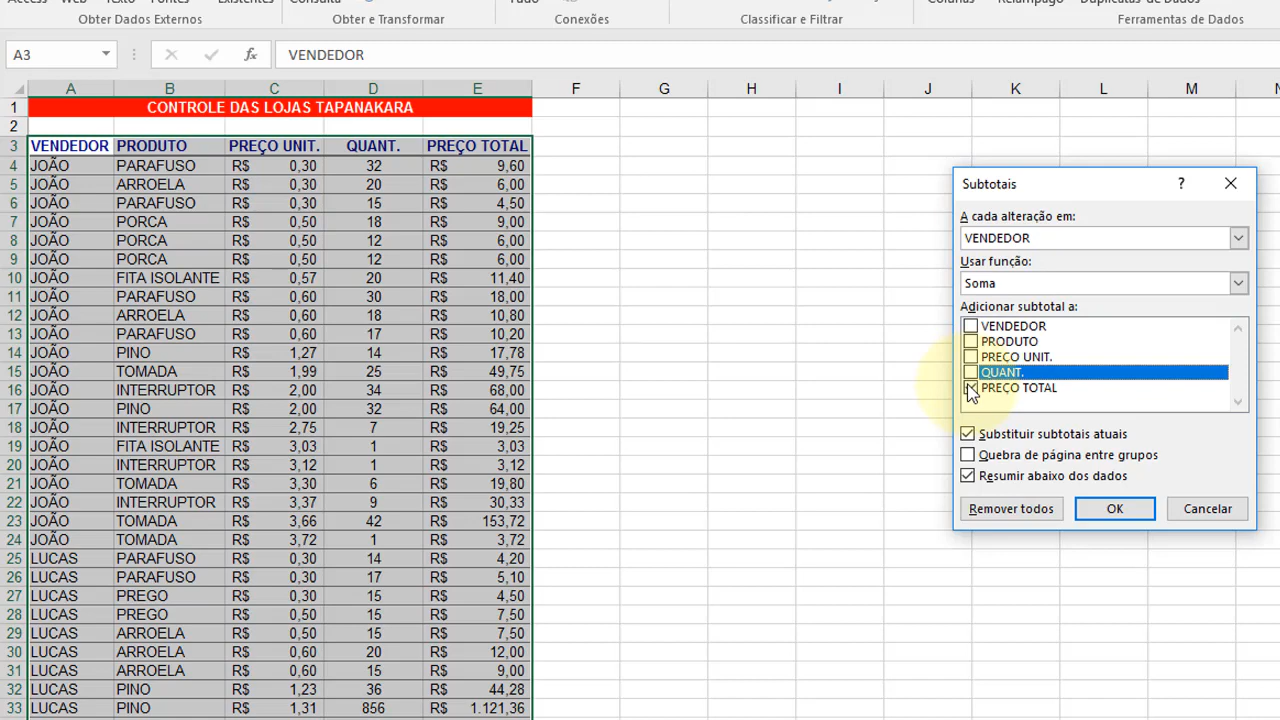 Access Web Texto Fontes Existentes Consulta Tudo Colunas Relâmpago Duplicatas de Dados
Obter Dados Externos Obter e Transformar Conexões Classificar e Filtrar Ferramentas de Dados
A3 fx VENDEDOR
A B C D E F G H I J K L M N
1 CONTROLE DAS LOJAS TAPANAKARA
2
3 VENDEDOR PRODUTO PREÇO UNIT. QUANT. PREÇO TOTAL
4 JOÃO PARAFUSO R$ 0,30 32 R$ 9,60
5 JOÃO ARROELA R$ 0,30 20 R$ 6,00
6 JOÃO PARAFUSO R$ 0,30 15 R$ 4,50
7 JOÃO PORCA R$ 0,50 18 R$ 9,00
8 JOÃO PORCA R$ 0,50 12 R$ 6,00
9 JOÃO PORCA R$ 0,50 12 R$ 6,00
10 JOÃO FITA ISOLANTE R$ 0,57 20 R$ 11,40
11 JOÃO PARAFUSO R$ 0,60 30 R$ 18,00
12 JOÃO ARROELA R$ 0,60 18 R$ 10,80
13 JOÃO PARAFUSO R$ 0,60 17 R$ 10,20
14 JOÃO PINO R$ 1,27 14 R$ 17,78
15 JOÃO TOMADA R$ 1,99 25 R$ 49,75
16 JOÃO INTERRUPTOR R$ 2,00 34 R$ 68,00
17 JOÃO PINO R$ 2,00 32 R$ 64,00
18 JOÃO INTERRUPTOR R$ 2,75 7 R$ 19,25
19 JOÃO FITA ISOLANTE R$ 3,03 1 R$ 3,03
20 JOÃO INTERRUPTOR R$ 3,12 1 R$ 3,12
21 JOÃO TOMADA R$ 3,30 6 R$ 19,80
22 JOÃO INTERRUPTOR R$ 3,37 9 R$ 30,33
23 JOÃO TOMADA R$ 3,66 42 R$ 153,72
24 JOÃO TOMADA R$ 3,72 1 R$ 3,72
25 LUCAS PARAFUSO R$ 0,30 14 R$ 4,20
26 LUCAS PARAFUSO R$ 0,30 17 R$ 5,10
27 LUCAS PREGO R$ 0,30 15 R$ 4,50
28 LUCAS PREGO R$ 0,50 15 R$ 7,50
29 LUCAS ARROELA R$ 0,50 15 R$ 7,50
30 LUCAS ARROELA R$ 0,60 20 R$ 12,00
31 LUCAS ARROELA R$ 0,60 15 R$ 9,00
32 LUCAS PINO R$ 1,23 36 R$ 44,28
33 LUCAS PINO R$ 1,31 856 R$ 1.121,36
Subtotais ?
A cada alteração em:
VENDEDOR
Usar função:
Soma
Adicionar subtotal a:
VENDEDOR
PRODUTO
PREÇO UNIT.
QUANT.
PREÇO TOTAL
Substituir subtotais atuais
Quebra de página entre grupos
Resumir abaixo dos dados
Remover todos OK Cancelar